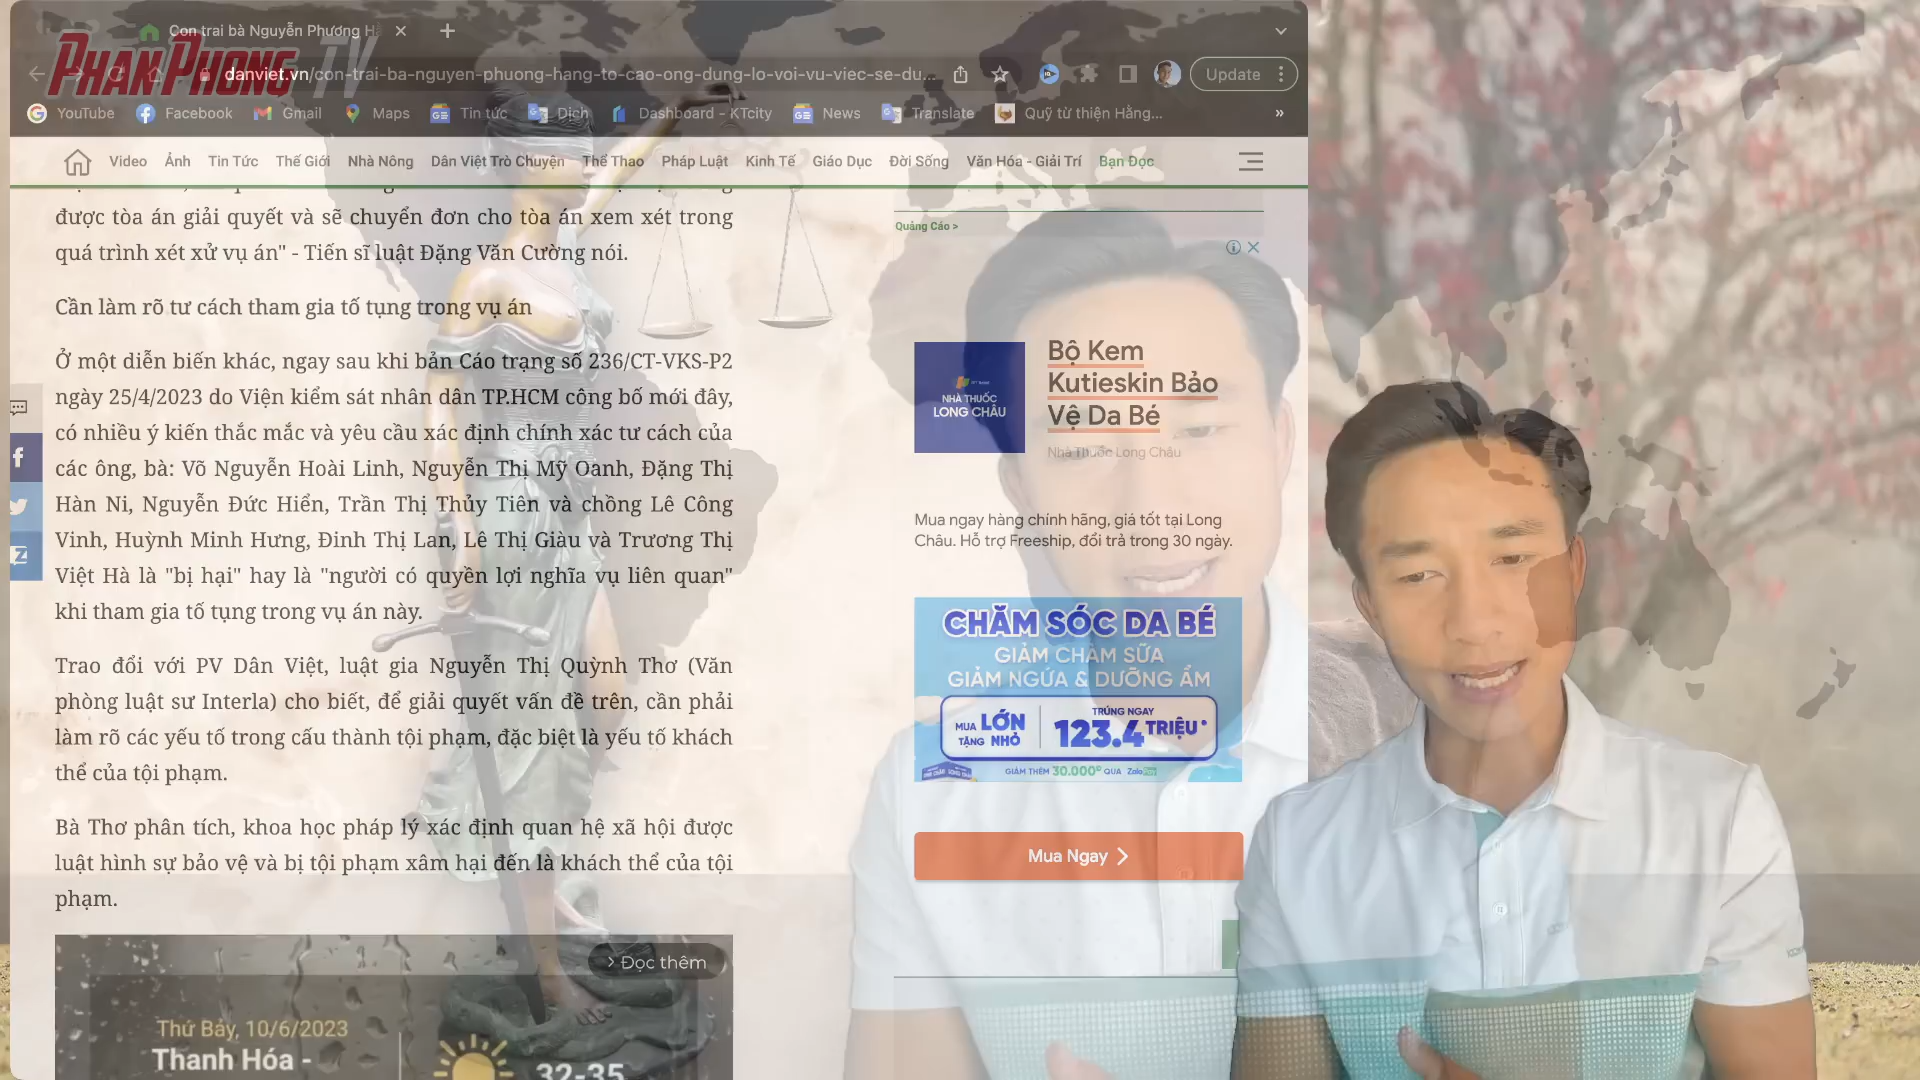 Con trai bà Nguyễn Phương H
PHANPHONG TV
danviet.vn/con-trai-ba-nguyen-phuong-hang-to-cao-ong-dung-lo-voi-vu-viec-se-du...
Update
YouTube
Facebook
Gmail
Maps
Tin tức
Dịch
Dashboard - KTcity
News
Translate
Quỹ từ thiện Hằng...
»
Video
Ảnh
Tin Tức
Thế Giới
Nhà Nông
Dân Việt Trò Chuyện
Thể Thao
Pháp Luật
Kinh Tế
Giáo Dục
Đời Sống
Văn Hóa - Giải Trí
Bạn Đọc
được tòa án giải quyết và sẽ chuyển đơn cho tòa án xem xét trong
quá trình xét xử vụ án" - Tiến sĩ luật Đặng Văn Cường nói.
Cần làm rõ tư cách tham gia tố tụng trong vụ án
Ở một diễn biến khác, ngay sau khi bản Cáo trạng số 236/CT-VKS-P2
ngày 25/4/2023 do Viện kiểm sát nhân dân TP.HCM công bố mới đây,
có nhiều ý kiến thắc mắc và yêu cầu xác định chính xác tư cách của
các ông, bà: Võ Nguyễn Hoài Linh, Nguyễn Thị Mỹ Oanh, Đặng Thị
Hàn Ni, Nguyễn Đức Hiển, Trần Thị Thủy Tiên và chồng Lê Công
Vinh, Huỳnh Minh Hưng, Đinh Thị Lan, Lê Thị Giàu và Trương Thị
Việt Hà là "bị hại" hay là "người có quyền lợi nghĩa vụ liên quan"
khi tham gia tố tụng trong vụ án này.
Trao đổi với PV Dân Việt, luật gia Nguyễn Thị Quỳnh Thơ (Văn
phòng luật sư Interla) cho biết, để giải quyết vấn đề trên, cần phải
làm rõ các yếu tố trong cấu thành tội phạm, đặc biệt là yếu tố khách
thể của tội phạm.
Bà Thơ phân tích, khoa học pháp lý xác định quan hệ xã hội được
luật hình sự bảo vệ và bị tội phạm xâm hại đến là khách thể của tội
phạm.
Đọc thêm
Thứ Bảy, 10/6/2023
Thanh Hóa -
32-35
Quảng Cáo >
NHÀ THUỐC
LONG CHÂU
Bộ Kem
Kutieskin Bảo
Vệ Da Bé
Nhà Thuốc Long Châu
Mua ngay hàng chính hãng, giá tốt tại Long
Châu. Hỗ trợ Freeship, đổi trả trong 30 ngày.
CHĂM SÓC DA BÉ
GIẢM CHÀM SỮA
GIẢM NGỨA & DƯỠNG ẨM
MUA LỚN
TẶNG NHỎ
TRÚNG NGAY
123.4 TRIỆU*
GIẢM THÊM 30.000Đ QUA ZaloPay
Mua Ngay